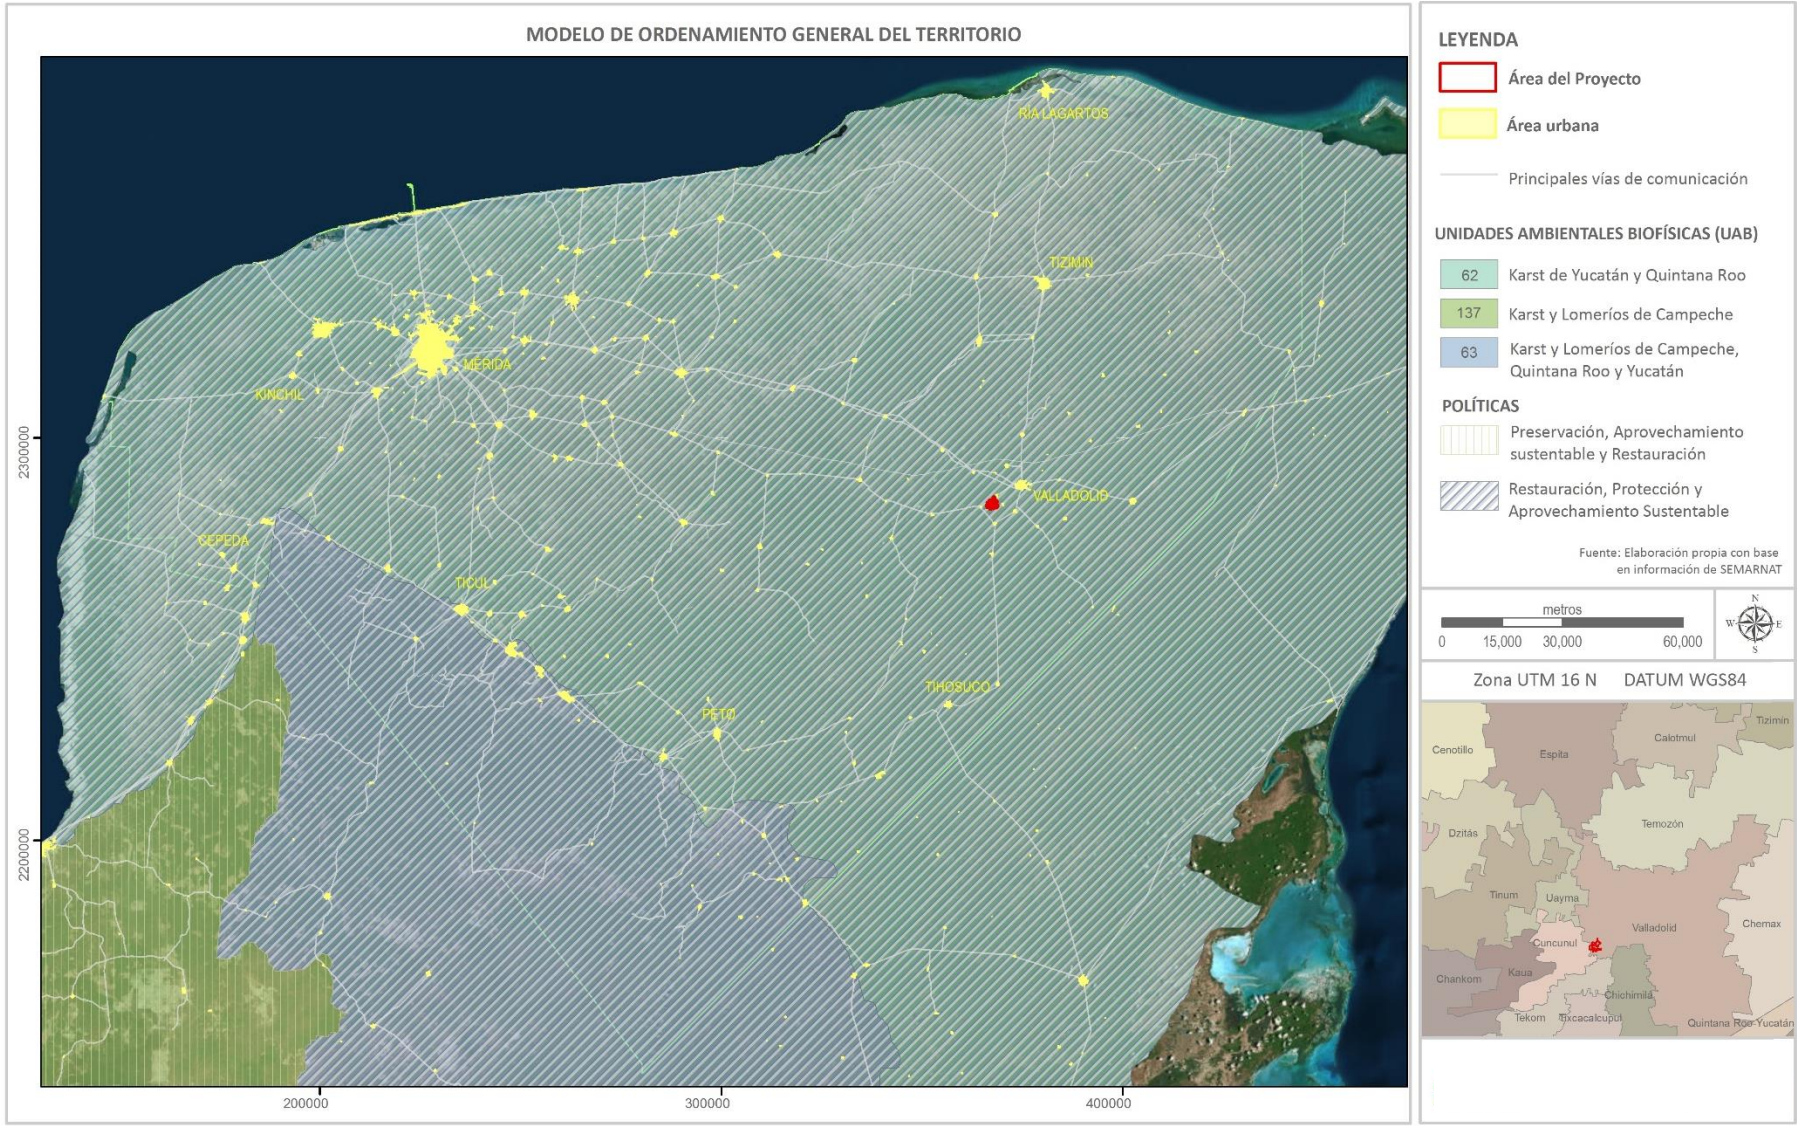 MODELO DE ORDENAMIENTO GENERAL DEL TERRITORIO
RÍA LAGARTOS
TIZIMIN
MÉRIDA
KINCHIL
VALLADOLID
CEPEDA
TICUL
TIHOSUCO
PETO
2300000
2200000
200000
300000
400000
LEYENDA
Área del Proyecto
Área urbana
Principales vías de comunicación
UNIDADES AMBIENTALES BIOFÍSICAS (UAB)
62 Karst de Yucatán y Quintana Roo
137 Karst y Lomeríos de Campeche
63 Karst y Lomeríos de Campeche,
Quintana Roo y Yucatán
POLÍTICAS
Preservación, Aprovechamiento
sustentable y Restauración
Restauración, Protección y
Aprovechamiento Sustentable
Fuente: Elaboración propia con base
en información de SEMARNAT
metros
0 15,000 30,000 60,000
N
W E
S
Zona UTM 16 N DATUM WGS84
Tizimin
Cenotillo
Espita
Calotmul
Dzitás
Temozón
Tinum
Uayma
Valladolid
Chemax
Cuncunul
Chankom
Kaua
Chichimilá
Tekom
Tixcacalcupul
Quintana Roo-Yucatán